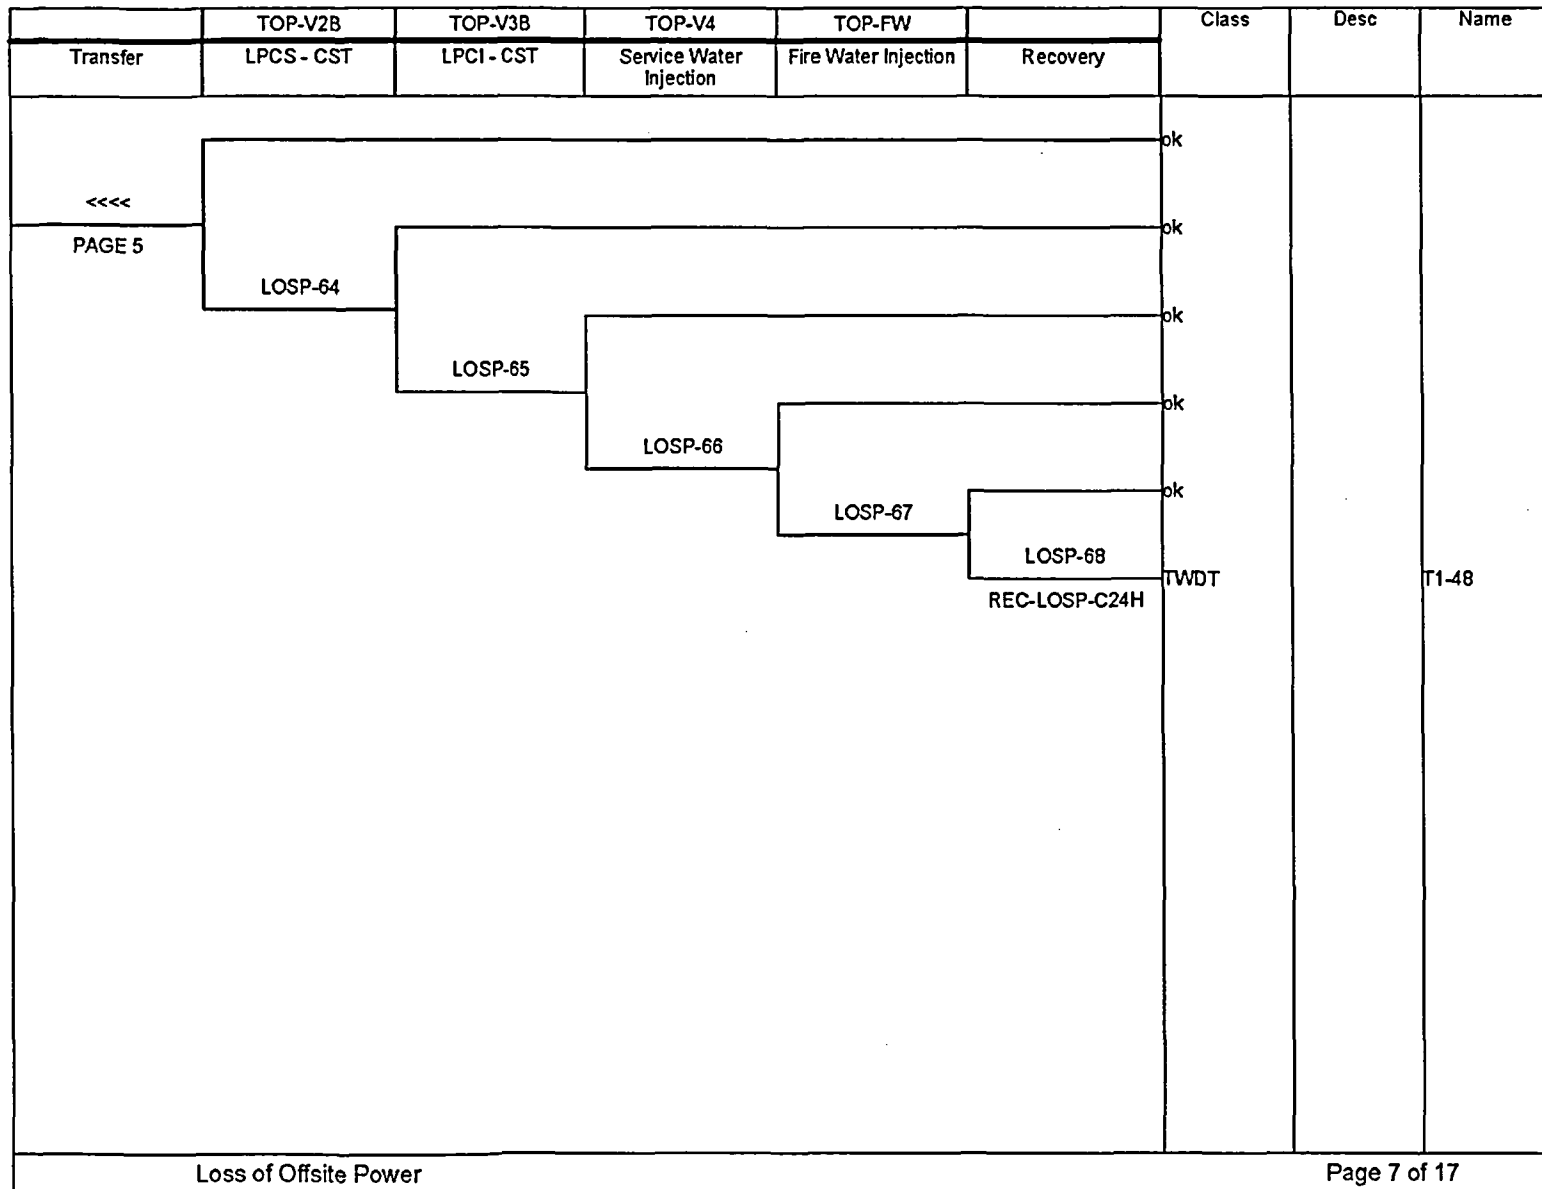 TOP-V2B TOP-V3B TOP-V4 TOP-FW Class Desc Name
Transfer LPCS - CST LPCI - CST Service Water Injection Fire Water Injection Recovery
ok
<<<<
PAGE 5
ok
LOSP-64
ok
LOSP-65
ok
LOSP-66
ok
LOSP-67
LOSP-68
TWDT T1-48
REC-LOSP-C24H
Loss of Offsite Power Page 7 of 17